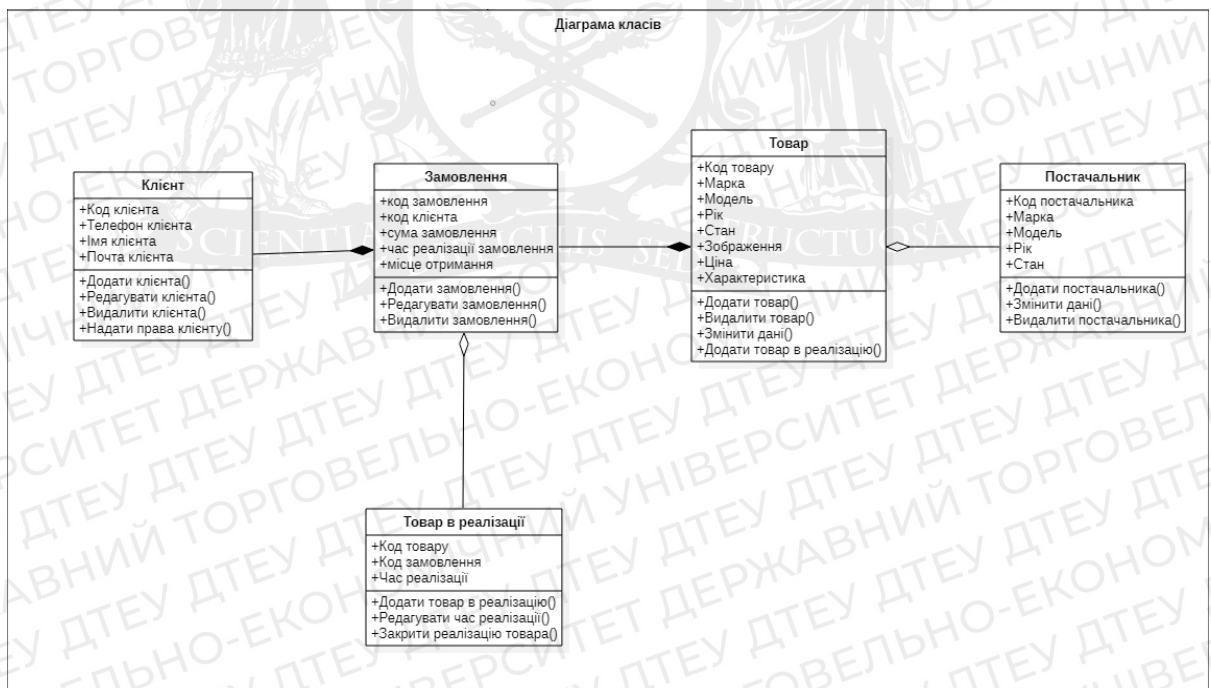 Діаграма класів
Клієнт
+Код клієнта
+Телефон клієнта
+Імя клієнта
+Почта клієнта
+Додати клієнта()
+Редагувати клієнта()
+Видалити клієнта()
+Надати права клієнту()
Замовлення
+код замовлення
+код клієнта
+сума замовлення
+час реалізації замовлення
+місце отримання
+Додати замовлення()
+Редагувати замовлення()
+Видалити замовлення()
Товар
+Код товару
+Марка
+Модель
+Рік
+Стан
+Зображення
+Ціна
+Характеристика
+Додати товар()
+Видалити товар()
+Змінити дані()
+Додати товар в реалізацію()
Постачальник
+Код постачальника
+Марка
+Модель
+Рік
+Стан
+Додати постачальника()
+Змінити дані()
+Видалити постачальника()
Товар в реалізації
+Код товару
+Код замовлення
+Час реалізації
+Додати товар в реалізацію()
+Редагувати час реалізації()
+Закрити реалізацію товара()